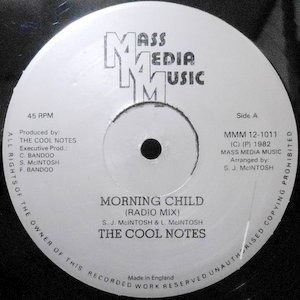 MASS
MEDIA
MUSIC
45 RPM
Side A
Produced by:
THE COOL NOTES
Executive Prod.:
C. BANDOO
S. McINTOSH
F. BANDOO
MMM 12-1011
(C) (P) 1982
MASS MEDIA MUSIC
Arranged by:
S. J. McINTOSH
MORNING CHILD
(RADIO MIX)
S. J. McINTOSH & L. McINTOSH
THE COOL NOTES
Made in England
ALL RIGHTS OF THE OWNER OF THIS RECORDED WORK RESERVED UNAUTHORISED COPYING PROHIBITED